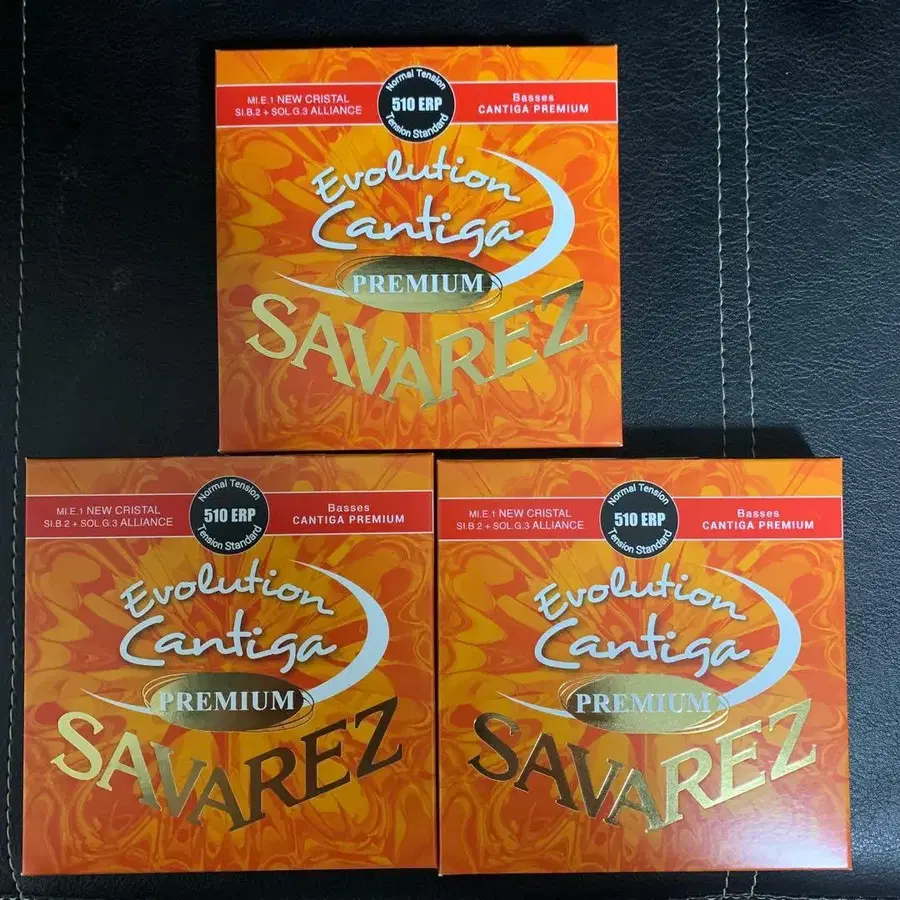 MI.E.1 NEW CRISTAL
SI.B.2 + SOL.G.3 ALLIANCE
Normal Tension
510 ERP
Tension Standard
Basses
CANTIGA PREMIUM
Evolution
Cantiga
PREMIUM
SAVAREZ
MI.E.1 NEW CRISTAL
SI.B.2 + SOL.G.3 ALLIANCE
Normal Tension
510 ERP
Tension Standard
Basses
CANTIGA PREMIUM
Evolution
Cantiga
PREMIUM
SAVAREZ
MI.E.1 NEW CRISTAL
SI.B.2 + SOL.G.3 ALLIANCE
Normal Tension
510 ERP
Tension Standard
Basses
CANTIGA PREMIUM
Evolution
Cantiga
PREMIUM
SAVAREZ